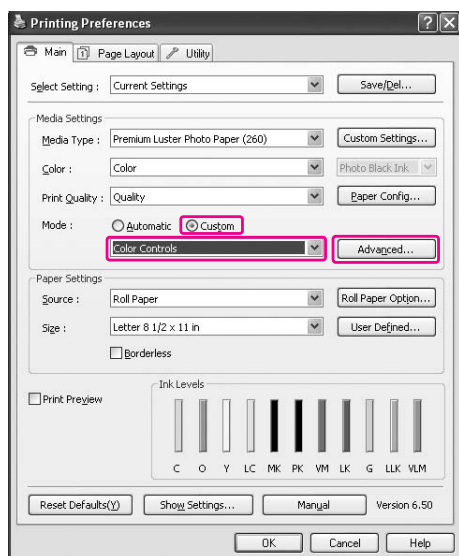 Printing Preferences
Main Page Layout Utility
Select Setting : Current Settings Save/Del...
Media Settings
Media Type : Premium Luster Photo Paper (260) Custom Settings...
Color : Color Photo Black Ink
Print Quality : Quality Paper Config...
Mode : Automatic Custom
Color Controls Advanced...
Paper Settings
Source : Roll Paper Roll Paper Option...
Size : Letter 8 1/2 x 11 in User Defined...
Borderless
Print Preview
Ink Levels
C O Y LC MK PK VM LK G LLK VLM
Reset Defaults(Y) Show Settings... Manual Version 6.50
OK Cancel Help